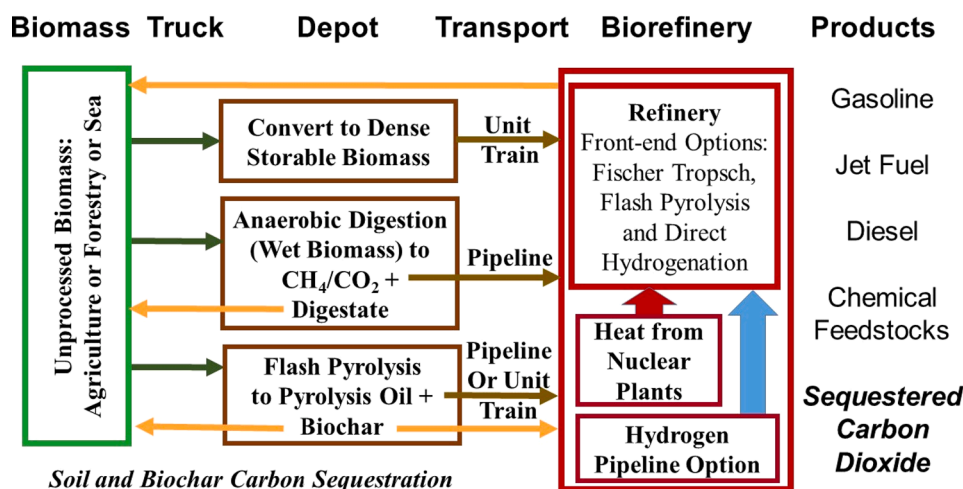 Biomass Truck Depot Transport Biorefinery Products
Unprocessed Biomass:
Agriculture or Forestry or Sea
Convert to Dense
Storable Biomass
Unit
Train
Anaerobic Digestion
(Wet Biomass) to
CH₄/CO₂ +
Digestate
Pipeline
Flash Pyrolysis
to Pyrolysis Oil +
Biochar
Pipeline
Or Unit
Train
Refinery
Front-end Options:
Fischer Tropsch,
Flash Pyrolysis
and Direct
Hydrogenation
Heat from
Nuclear
Plants
Hydrogen
Pipeline Option
Gasoline
Jet Fuel
Diesel
Chemical
Feedstocks
Sequestered
Carbon
Dioxide
Soil and Biochar Carbon Sequestration